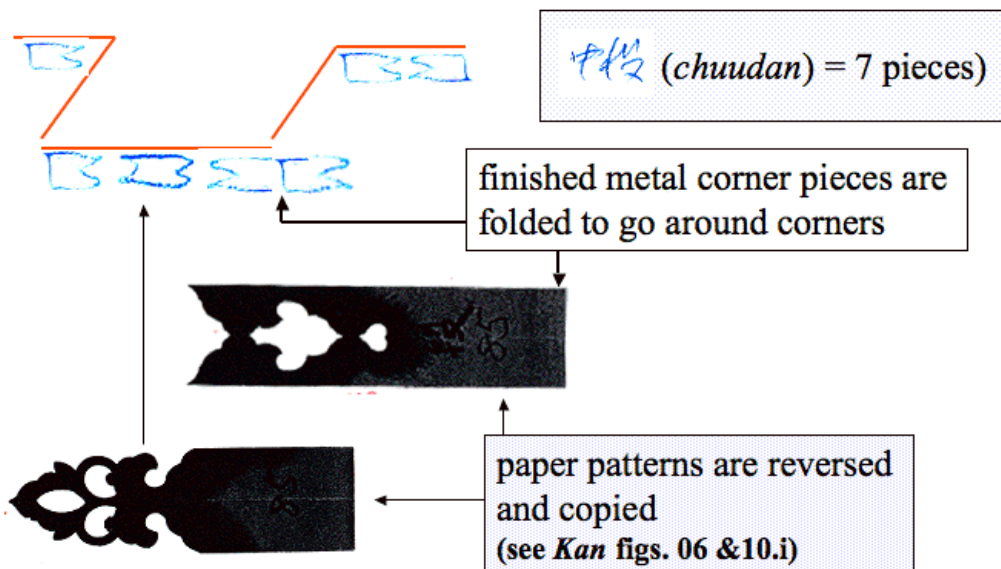 中段 (chuudan) = 7 pieces)
finished metal corner pieces are
folded to go around corners
paper patterns are reversed
and copied
(see Kan figs. 06 &10.i)